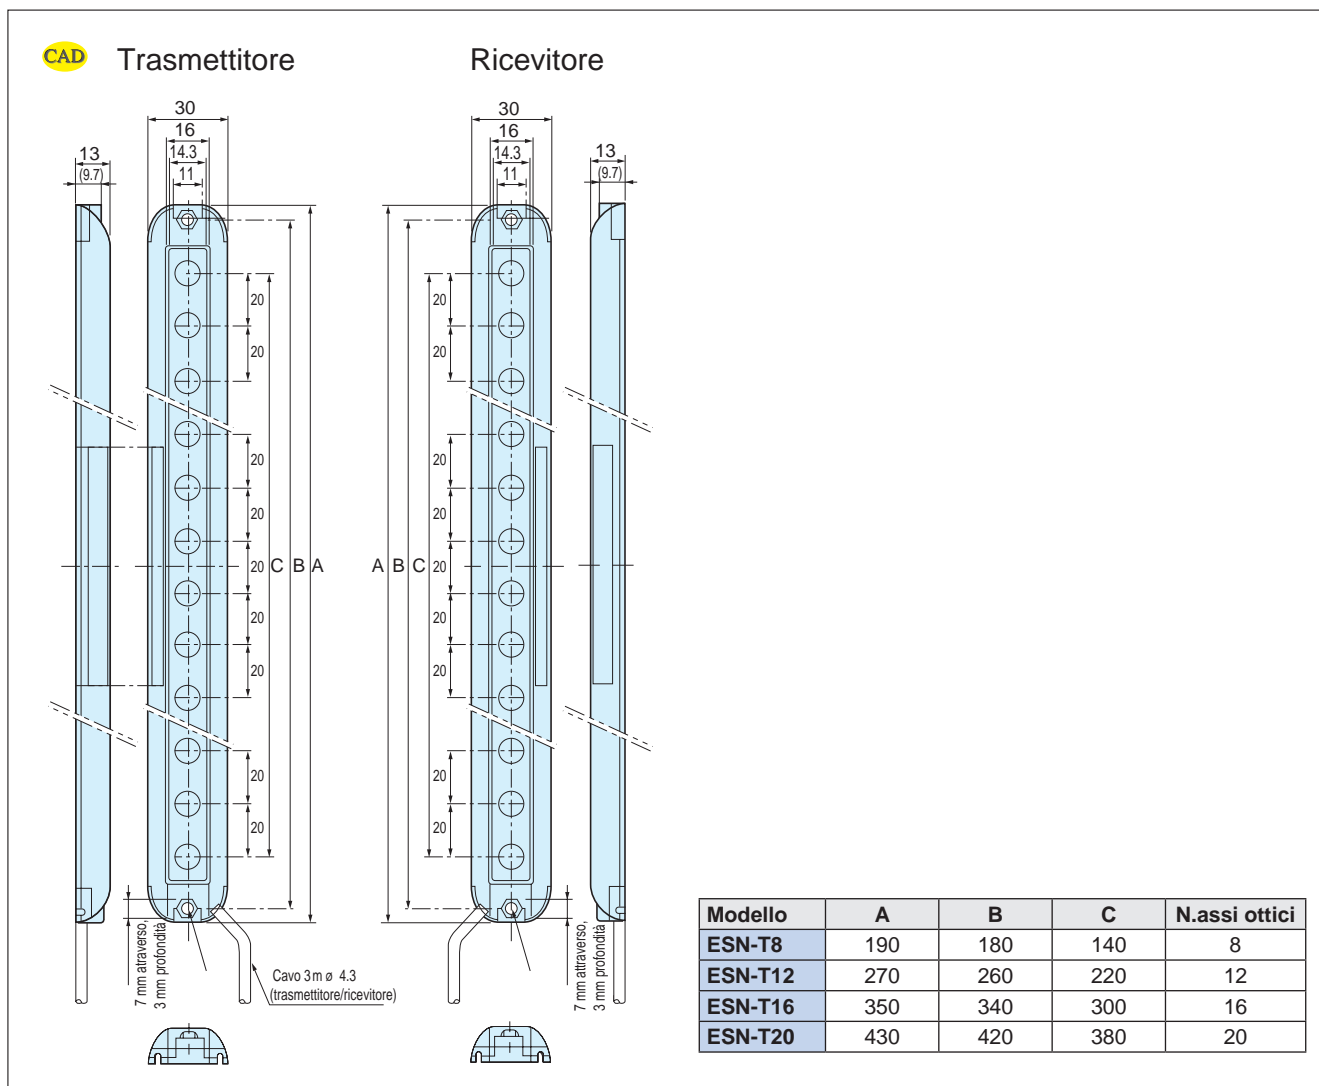 CAD Trasmettitore Ricevitore
30 30
16 16
14.3 14.3
13 11 11 13
(9.7) (9.7)
20 20
20 20
20 20
20 20
20 C B A A B C 20
20 20
20 20
20 20
20 20
7 mm atraverso,
3 mm profondità
Cavo 3 m ø 4.3
(trasmettitore/ricevitore)
7 mm attraverso,
3 mm profondità
Modello A B C N.assi ottici
ESN-T8 190 180 140 8
ESN-T12 270 260 220 12
ESN-T16 350 340 300 16
ESN-T20 430 420 380 20